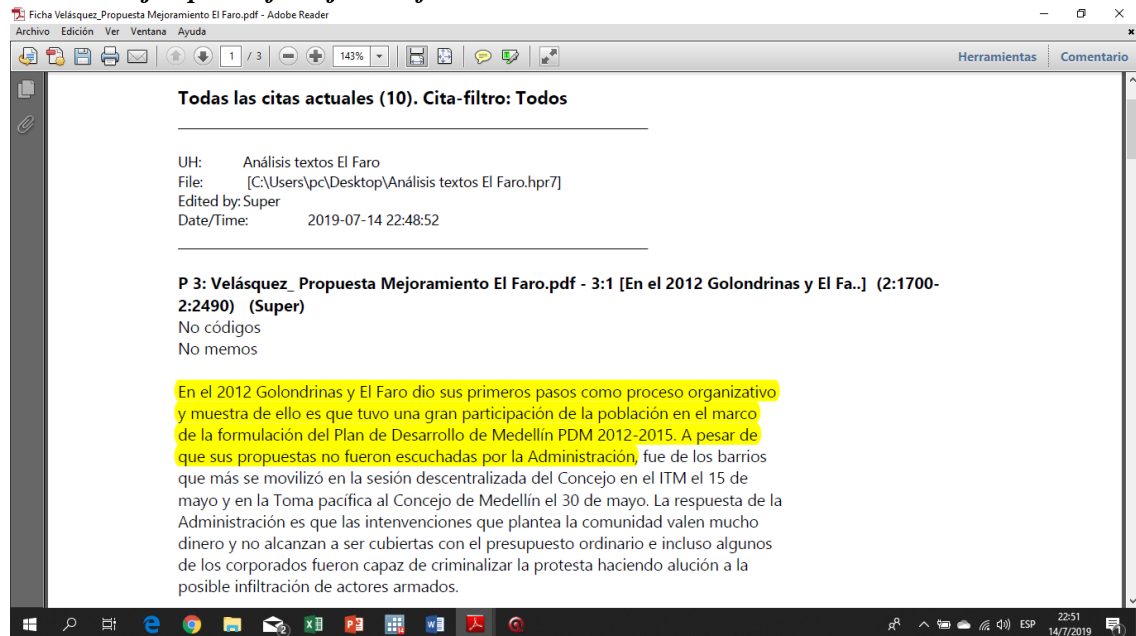 Ficha Velásquez_Propuesta Mejoramiento El Faro.pdf - Adobe Reader
Archivo Edición Ver Ventana Ayuda
1 / 3 143% Herramientas Comentario
Todas las citas actuales (10). Cita-filtro: Todos
UH: Análisis textos El Faro
File: [C:\Users\pc\Desktop\Análisis textos El Faro.hpr7]
Edited by: Super
Date/Time: 2019-07-14 22:48:52
P 3: Velásquez_ Propuesta Mejoramiento El Faro.pdf - 3:1 [En el 2012 Golondrinas y El Fa..] (2:1700-
2:2490) (Super)
No códigos
No memos
En el 2012 Golondrinas y El Faro dio sus primeros pasos como proceso organizativo
y muestra de ello es que tuvo una gran participación de la población en el marco
de la formulación del Plan de Desarrollo de Medellín PDM 2012-2015. A pesar de
que sus propuestas no fueron escuchadas por la Administración, fue de los barrios
que más se movilizó en la sesión descentralizada del Concejo en el ITM el 15 de
mayo y en la Toma pacífica al Concejo de Medellín el 30 de mayo. La respuesta de la
Administración es que las intenvenciones que plantea la comunidad valen mucho
dinero y no alcanzan a ser cubiertas con el presupuesto ordinario e incluso algunos
de los corporados fueron capaz de criminalizar la protesta haciendo alución a la
posible infiltración de actores armados.
ESP
22:51
14/7/2019